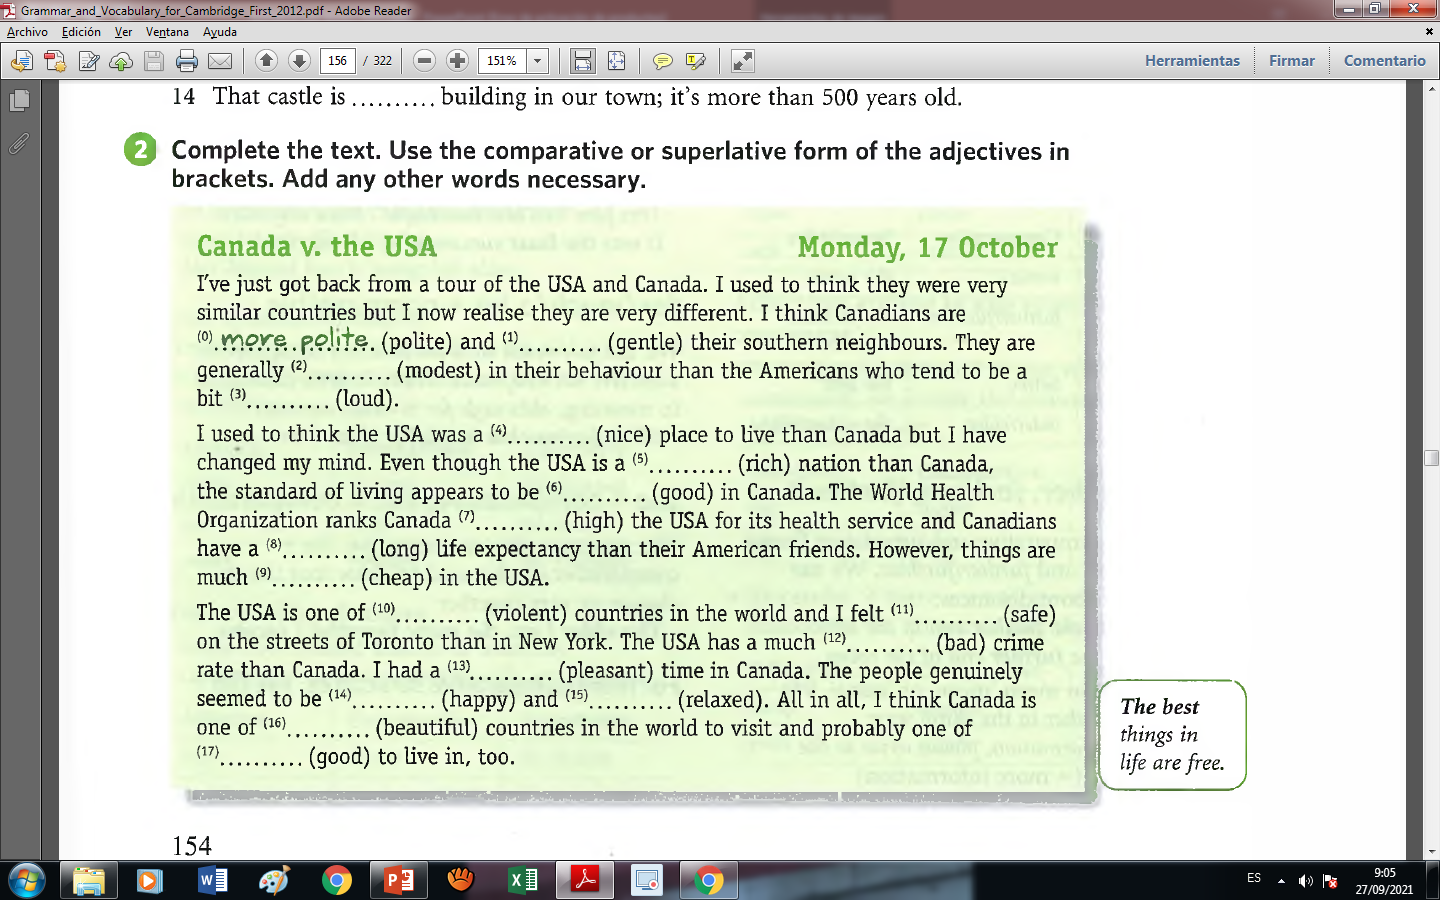 Grammar_and_Vocabulary_for_Cambridge_First_2012.pdf - Adobe Reader
Archivo Edición Ver Ventana Ayuda
156 / 322 151% Herramientas Firmar Comentario
14 That castle is .......... building in our town; it's more than 500 years old.
2 Complete the text. Use the comparative or superlative form of the adjectives in
brackets. Add any other words necessary.
Canada v. the USA Monday, 17 October
I've just got back from a tour of the USA and Canada. I used to think they were very
similar countries but I now realise they are very different. I think Canadians are
(0) more polite (polite) and (1).......... (gentle) their southern neighbours. They are
generally (2).......... (modest) in their behaviour than the Americans who tend to be a
bit (3).......... (loud).
I used to think the USA was a (4).......... (nice) place to live than Canada but I have
changed my mind. Even though the USA is a (5).......... (rich) nation than Canada,
the standard of living appears to be (6).......... (good) in Canada. The World Health
Organization ranks Canada (7).......... (high) the USA for its health service and Canadians
have a (8).......... (long) life expectancy than their American friends. However, things are
much (9).......... (cheap) in the USA.
The USA is one of (10).......... (violent) countries in the world and I felt (11).......... (safe)
on the streets of Toronto than in New York. The USA has a much (12).......... (bad) crime
rate than Canada. I had a (13).......... (pleasant) time in Canada. The people genuinely
seemed to be (14).......... (happy) and (15).......... (relaxed). All in all, I think Canada is
one of (16).......... (beautiful) countries in the world to visit and probably one of
(17).......... (good) to live in, too.
The best
things in
life are free.
154
ES 9:05
27/09/2021